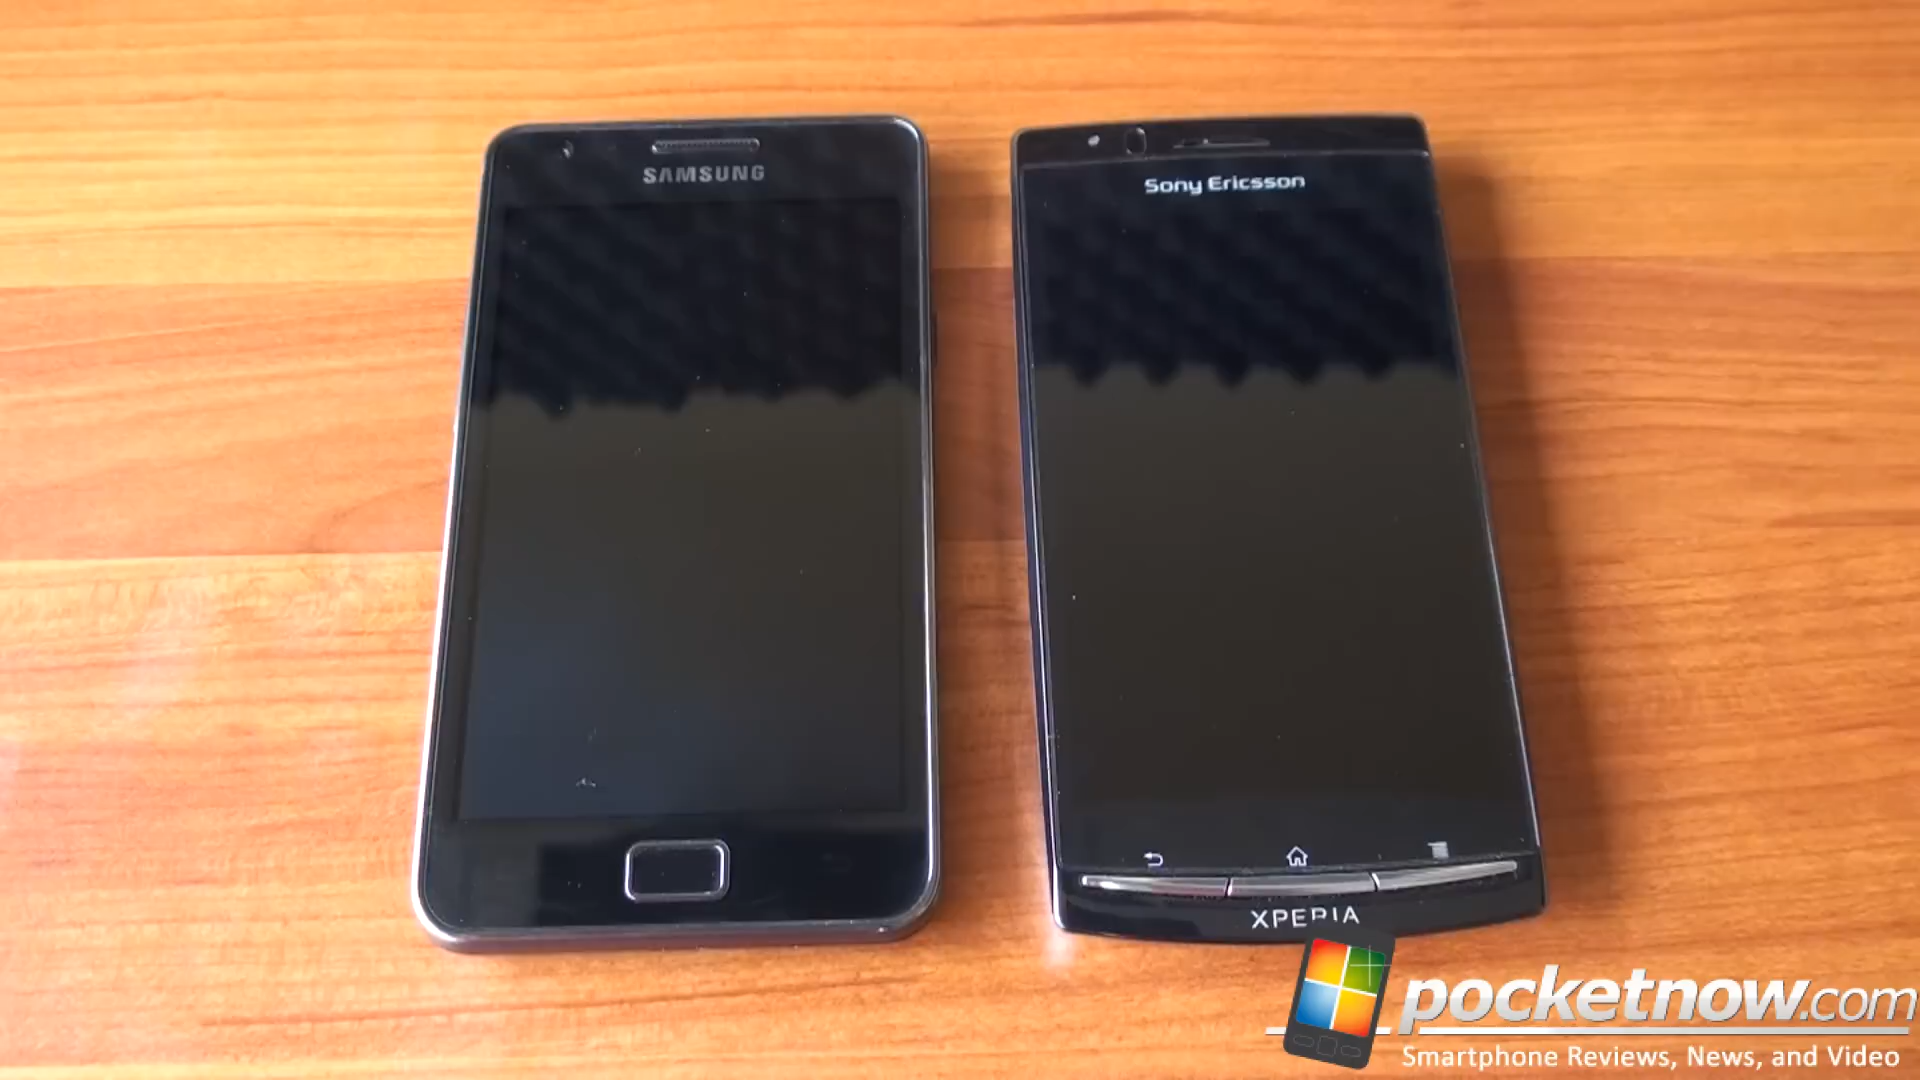 SAMSUNG
Sony Ericsson
XPERIA
pocketnow.com
Smartphone Reviews, News, and Video